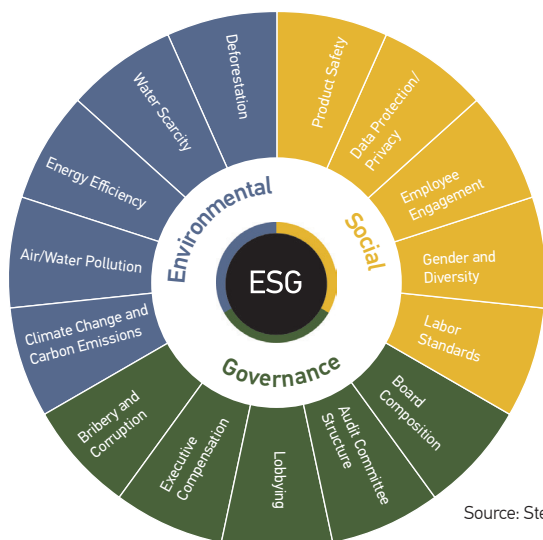 Deforestation
Water Scarcity
Energy Efficiency
Air/Water Pollution
Climate Change and
Carbon Emissions
Product Safety
Data Protection/
Privacy
Employee
Engagement
Gender and
Diversity
Labor
Standards
Board
Composition
Audit Committee
Structure
Lobbying
Executive
Compensation
Bribery and
Corruption
Environmental
Social
Governance
ESG
Source: Ste